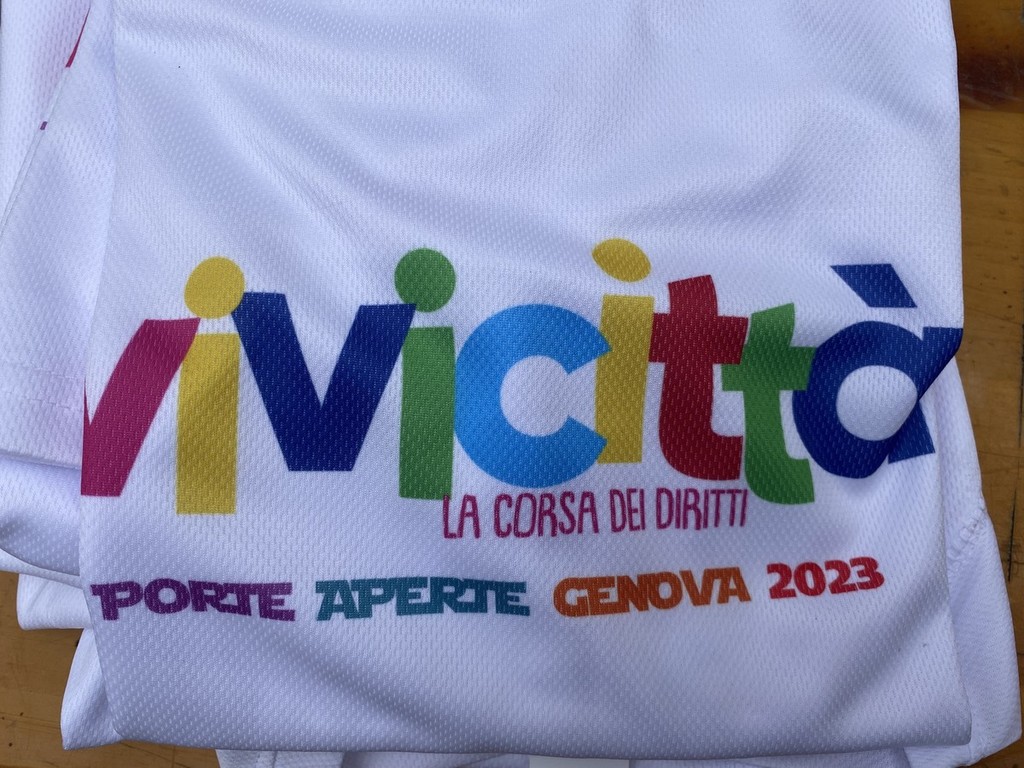 vivicittà
LA CORSA DEI DIRITTI
PORTE APERTE GENOVA 2023